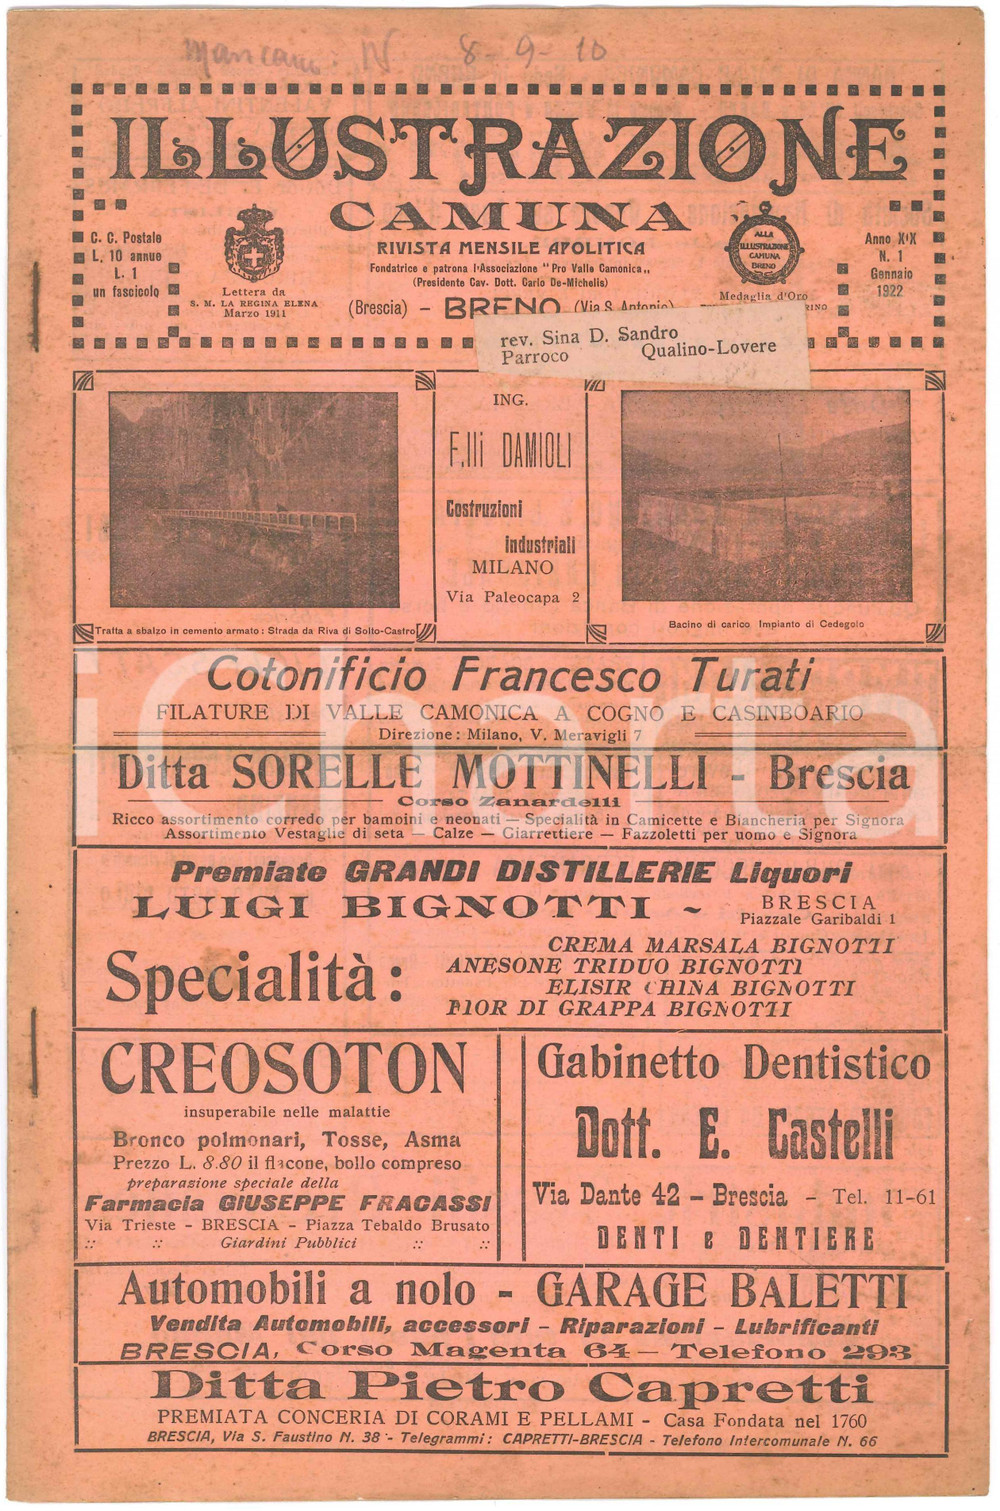 8-9-10
ILLUSTRAZIONE
CAMUNA
RIVISTA MENSILE APOLITICA
Fondatrice e patrona l'Associazione "Pro Valle Camonica„
(Presidente Cav. Dott. Carlo De-Michelis)
(Brescia) - BRENO (Via S. Antonio)
C. C. Postale
L. 10 annue
L. 1
un fascicolo
Lettera da
S. M. LA REGINA ELENA
Marzo 1911
ALLA
ILLUSTRAZIONE
CAMUNA
BRENO
Medaglia d'Oro
Anno XIX
N. 1
Gennaio
1922
rev. Sina D. Sandro
Parroco Qualino-Lovere
ING.
F.lli DAMIOLI
Costruzioni
industriali
MILANO
Via Paleocapa 2
Tratta a sbalzo in cemento armato: Strada da Riva di Solto-Castro
Bacino di carico Impianto di Cedegolo
Cotonificio Francesco Turati
FILATURE DI VALLE CAMONICA A COGNO E CASINBOARIO
Direzione: Milano, V. Meravigli 7
Ditta SORELLE MOTTINELLI - Brescia
Corso Zanardelli
Ricco assortimento corredo per bamoini e neonati — Specialità in Camicette e Biancheria per Signora
Assortimento Vestaglie di seta - Calze — Giarrettiere — Fazzoletti per uomo e Signora
Premiate GRANDI DISTILLERIE Liquori
LUIGI BIGNOTTI - BRESCIA
Piazzale Garibaldi 1
Specialità:
CREMA MARSALA BIGNOTTI
ANESONE TRIDUO BIGNOTTI
ELISIR CHINA BIGNOTTI
FIOR DI GRAPPA BIGNOTTI
CREOSOTON
insuperabile nelle malattie
Bronco polmonari, Tosse, Asma
Prezzo L. 8.80 il flacone, bollo compreso
preparazione speciale della
Farmacia GIUSEPPE FRACASSI
Via Trieste - BRESCIA - Piazza Tebaldo Brusato
:: :: Giardini Pubblici :: ::
Gabinetto Dentistico
Dott. E. Castelli
Via Dante 42 - Brescia - Tel. 11-61
DENTI e DENTIERE
Automobili a nolo - GARAGE BALETTI
Vendita Automobili, accessori - Riparazioni - Lubrificanti
BRESCIA, Corso Magenta 64 — Telefono 293
Ditta Pietro Capretti
PREMIATA CONCERIA DI CORAMI E PELLAMI - Casa Fondata nel 1760
BRESCIA, Via S. Faustino N. 38 - Telegrammi: CAPRETTI-BRESCIA - Telefono Intercomunale N. 66
iCharta